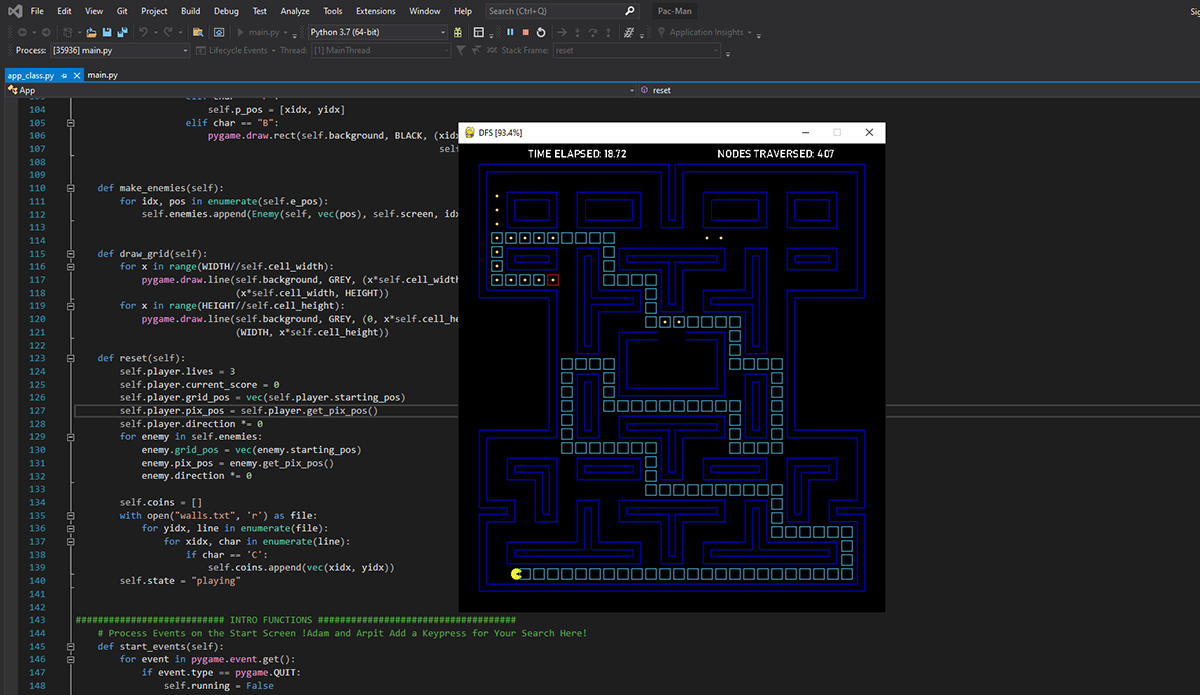 File Edit View Git Project Build Debug Test Analyze Tools Extensions Window Help Search (Ctrl+Q) Pac-Man
main.py Python 3.7 (64-bit) Application Insights
Process: [35936] main.py Lifecycle Events Thread: [1] MainThread Stack Frame: reset
app_class.py main.py
App reset
104 self.p_pos = [xidx, yidx]
105 elif char == "B":
106 pygame.draw.rect(self.background, BLACK, (xid
107 sel
108
109
110 def make_enemies(self):
111 for idx, pos in enumerate(self.e_pos):
112 self.enemies.append(Enemy(self, vec(pos), self.screen, idx
113
114
115 def draw_grid(self):
116 for x in range(WIDTH//self.cell_width):
117 pygame.draw.line(self.background, GREY, (x*self.cell_width
118 (x*self.cell_width, HEIGHT))
119 for x in range(HEIGHT//self.cell_height):
120 pygame.draw.line(self.background, GREY, (0, x*self.cell_he
121 (WIDTH, x*self.cell_height))
122
123 def reset(self):
124 self.player.lives = 3
125 self.player.current_score = 0
126 self.player.grid_pos = vec(self.player.starting_pos)
127 self.player.pix_pos = self.player.get_pix_pos()
128 self.player.direction *= 0
129 for enemy in self.enemies:
130 enemy.grid_pos = vec(enemy.starting_pos)
131 enemy.pix_pos = enemy.get_pix_pos()
132 enemy.direction *= 0
133
134 self.coins = []
135 with open("walls.txt", 'r') as file:
136 for yidx, line in enumerate(file):
137 for xidx, char in enumerate(line):
138 if char == 'C':
139 self.coins.append(vec(xidx, yidx))
140 self.state = "playing"
141
142
143 ########################### INTRO FUNCTIONS ####################################
144 # Process Events on the Start Screen !Adam and Arpit Add a Keypress for Your Search Here!
145 def start_events(self):
146 for event in pygame.event.get():
147 if event.type == pygame.QUIT:
148 self.running = False
DFS [93.4%]
TIME ELAPSED: 18.72 NODES TRAVERSED: 407